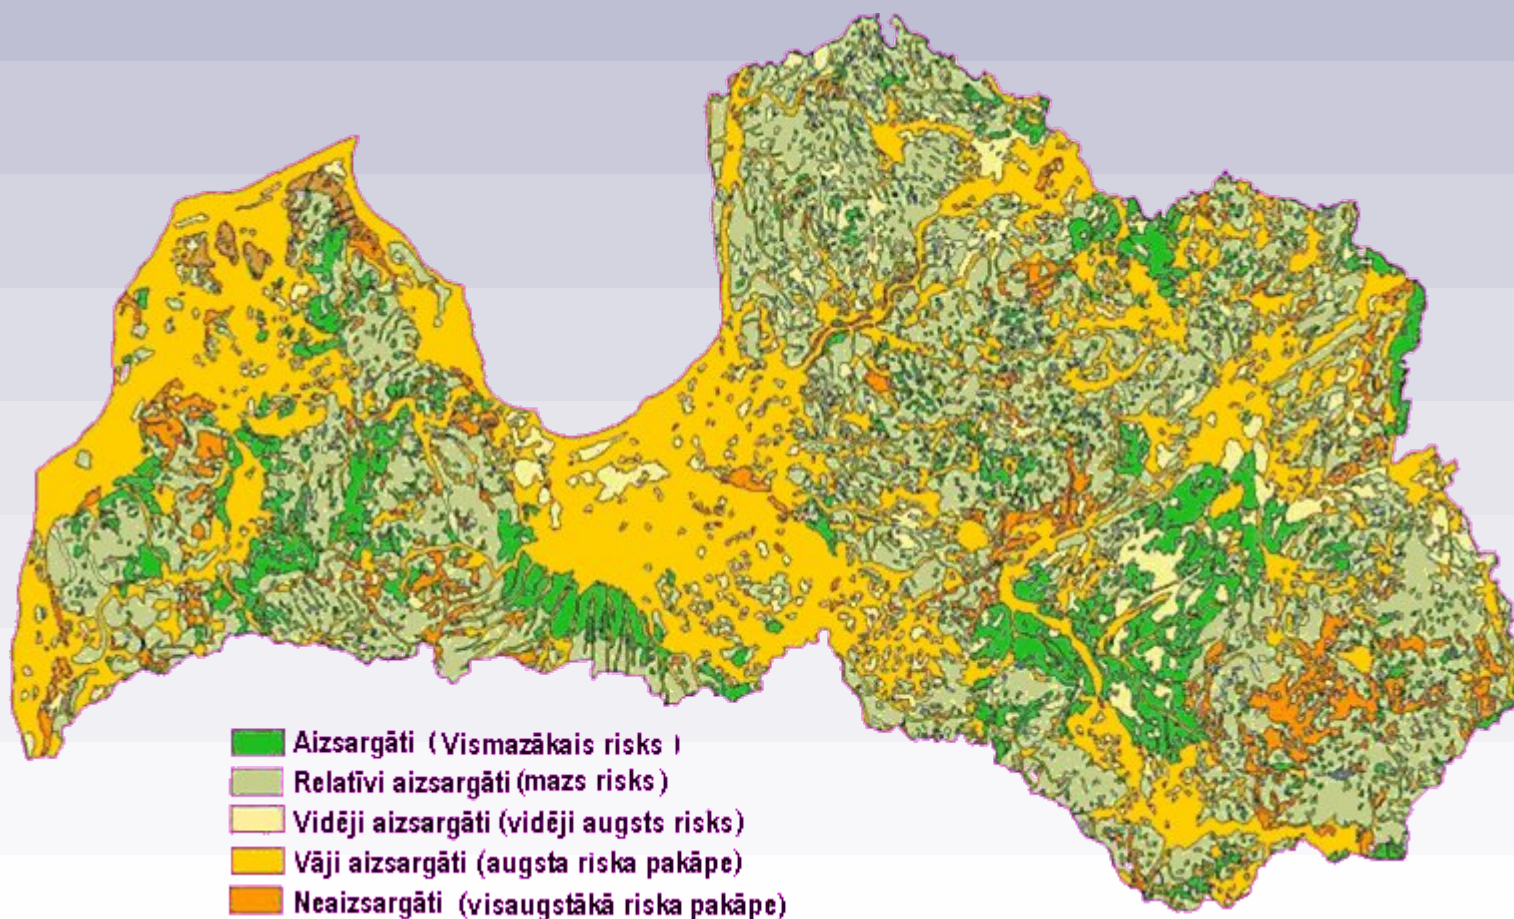 Aizsargāti (Vismazākais risks )
Relatīvi aizsargāti (mazs risks)
Vidēji aizsargāti (vidēji augsts risks)
Vāji aizsargāti (augsta riska pakāpe)
Neaizsargāti (visaugstākā riska pakāpe)